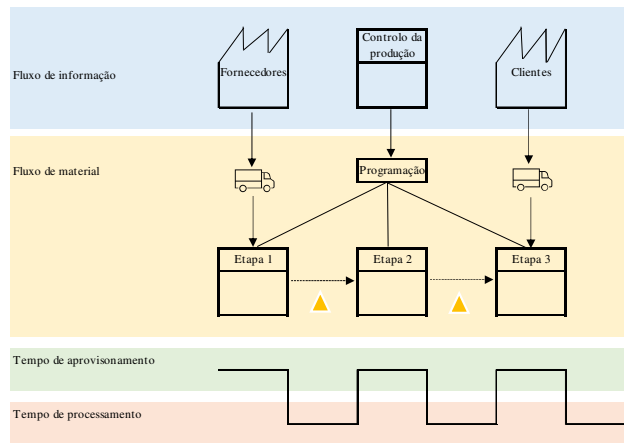 Fluxo de informação
Fornecedores
Controlo da
produção
Clientes
Fluxo de material
Programação
Etapa 1
Etapa 2
Etapa 3
Tempo de aprovisonamento
Tempo de processamento